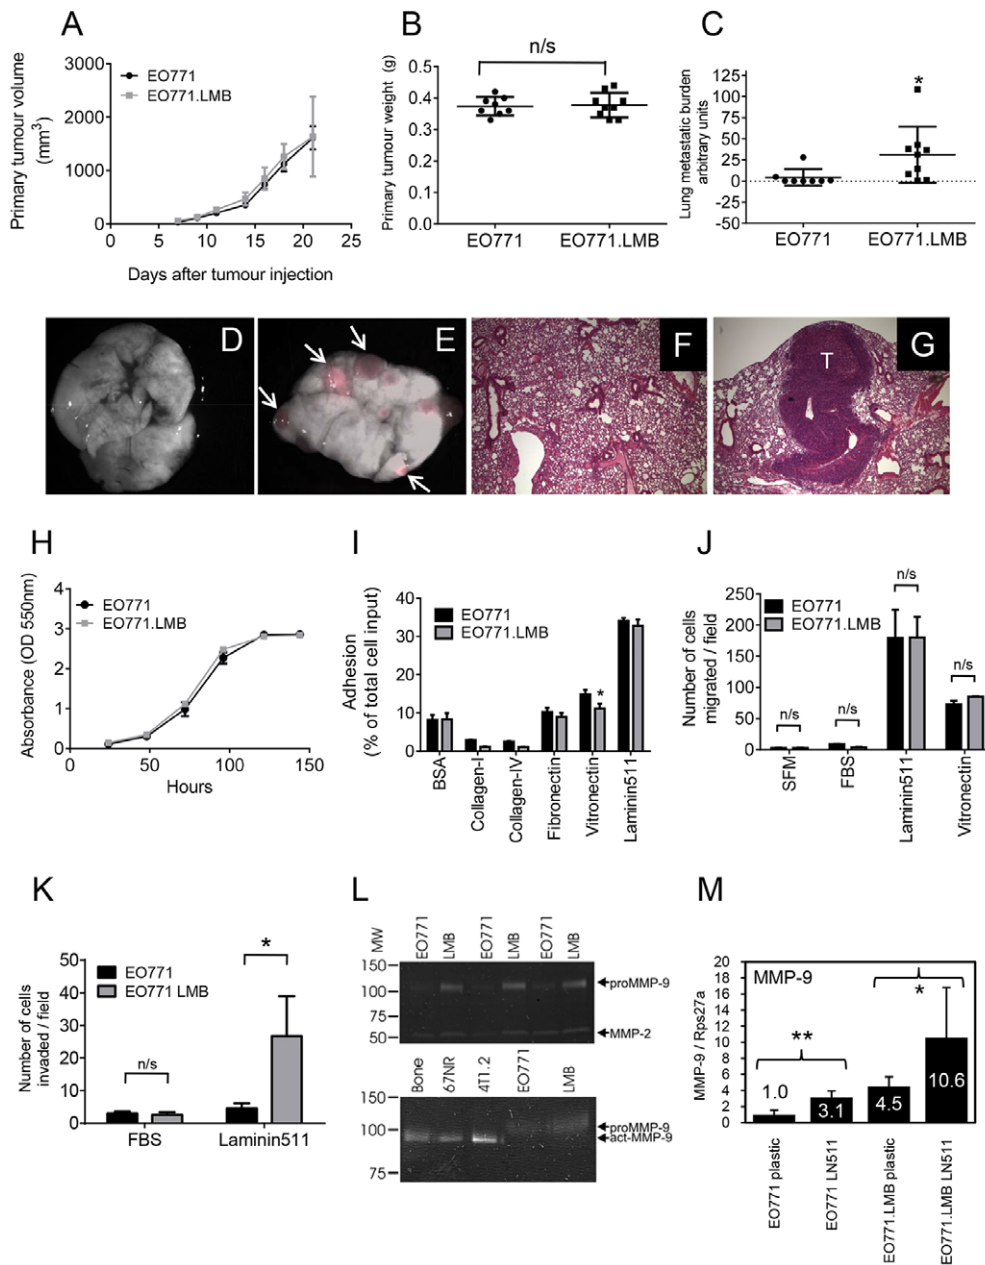 A
Primary tumour volume
(mm³)
3000
2000
1000
0
0 5 10 15 20 25
EO771
EO771.LMB
Days after tumour injection
B
n/s
Primary tumour weight (g)
0.5
0.4
0.3
0.2
0.1
0.0
EO771 EO771.LMB
C
Lung metastatic burden
arbitrary units
125
100
75
50
25
0
-25
-50
*
EO771 EO771.LMB
D
E
F
G
T
H
Absorbance (OD 550nm)
4
3
2
1
0
0 50 100 150
EO771
EO771.LMB
Hours
I
Adhesion
(% of total cell input)
40
30
20
10
0
EO771
EO771.LMB
*
BSA
Collagen-I
Collagen-IV
Fibronectin
Vitronectin
Laminin511
J
Number of cells
migrated / field
250
200
150
100
50
0
EO771
EO771.LMB
n/s
n/s
n/s
n/s
SFM
FBS
Laminin511
Vitronectin
K
Number of cells
invaded / field
50
40
30
20
10
0
EO771
EO771 LMB
n/s
*
FBS Laminin511
L
MW
EO771
LMB
EO771
LMB
EO771
LMB
150
100
75
50
proMMP-9
MMP-2
Bone
67NR
4T1.2
EO771
LMB
150
100
75
proMMP-9
act-MMP-9
M
MMP-9 / Rps27a
20
18
16
14
12
10
8
6
4
2
0
MMP-9
**
*
1.0
3.1
4.5
10.6
EO771 plastic
EO771 LN511
EO771.LMB plastic
EO771.LMB LN511